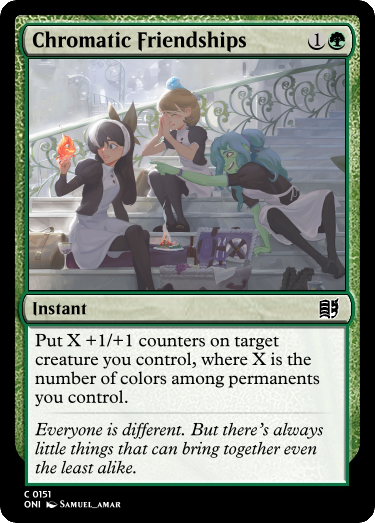 Chromatic Friendships 1
Instant
Put X +1/+1 counters on target
creature you control, where X is the
number of colors among permanents
you control.
Everyone is different. But there's always
little things that can bring together even
the least alike.
C 0151
ONI Samuel_amar